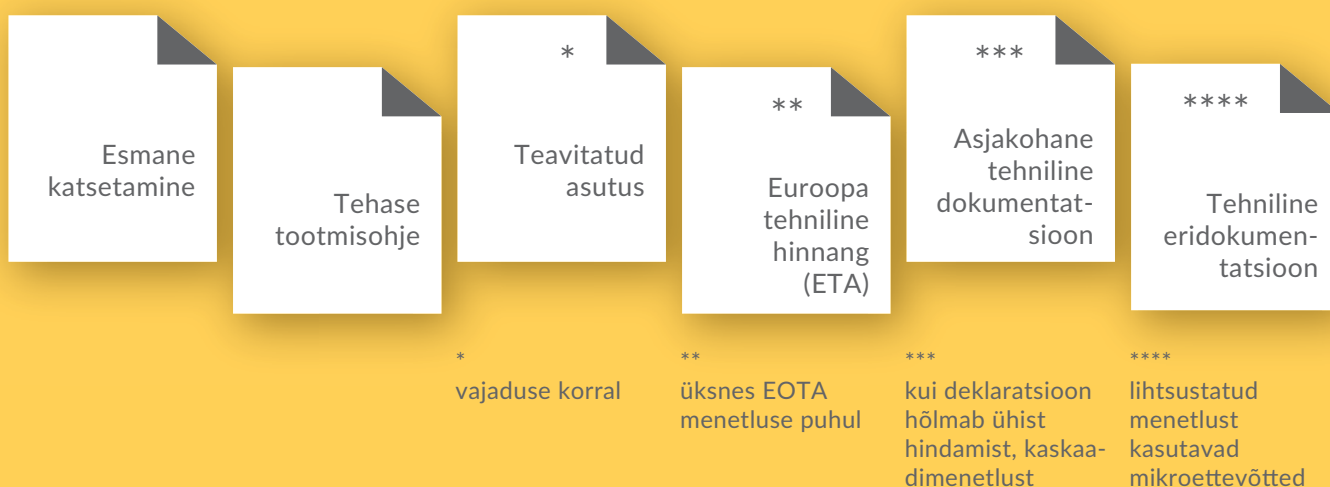 Esmane
katsetamine
Tehase
tootmisohje
*
Teavitatud
asutus
**
Euroopa
tehniline
hinnang
(ETA)
***
Asjakohane
tehniline
dokumentat-
sioon
****
Tehniline
eridokumen-
tatsioon
*
vajaduse korral
**
üksnes EOTA
menetluse puhul
***
kui deklaratsioon
hõlmab ühist
hindamist, kaskaa-
dimenetlust
****
lihtsustatud
menetlust
kasutavad
mikroettevõtted